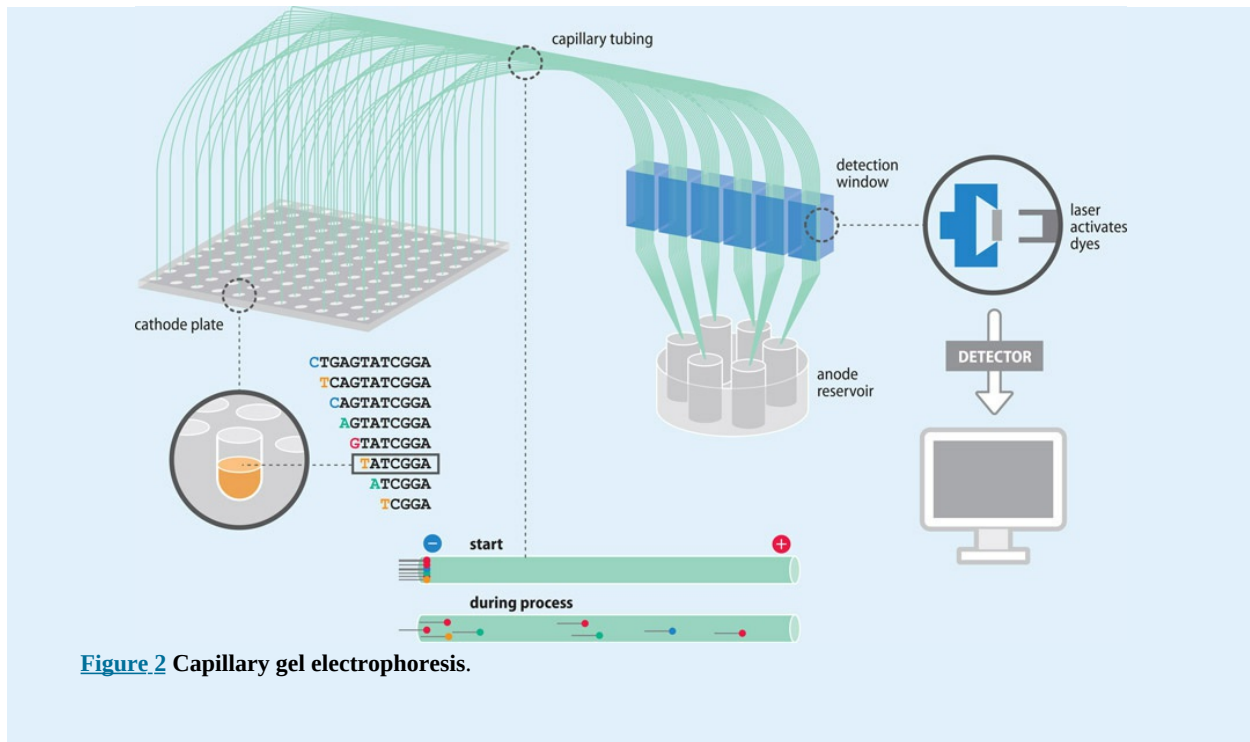 capillary tubing
detection
window
laser
activates
dyes
cathode plate
DETECTOR
anode
reservoir
CTGAGTATCGGA
TCAGTATCGGA
CAGTATCGGA
AGTATCGGA
GTATCGGA
TATCGGA
ATCGGA
TCGGA
− start +
during process
Figure 2 Capillary gel electrophoresis.